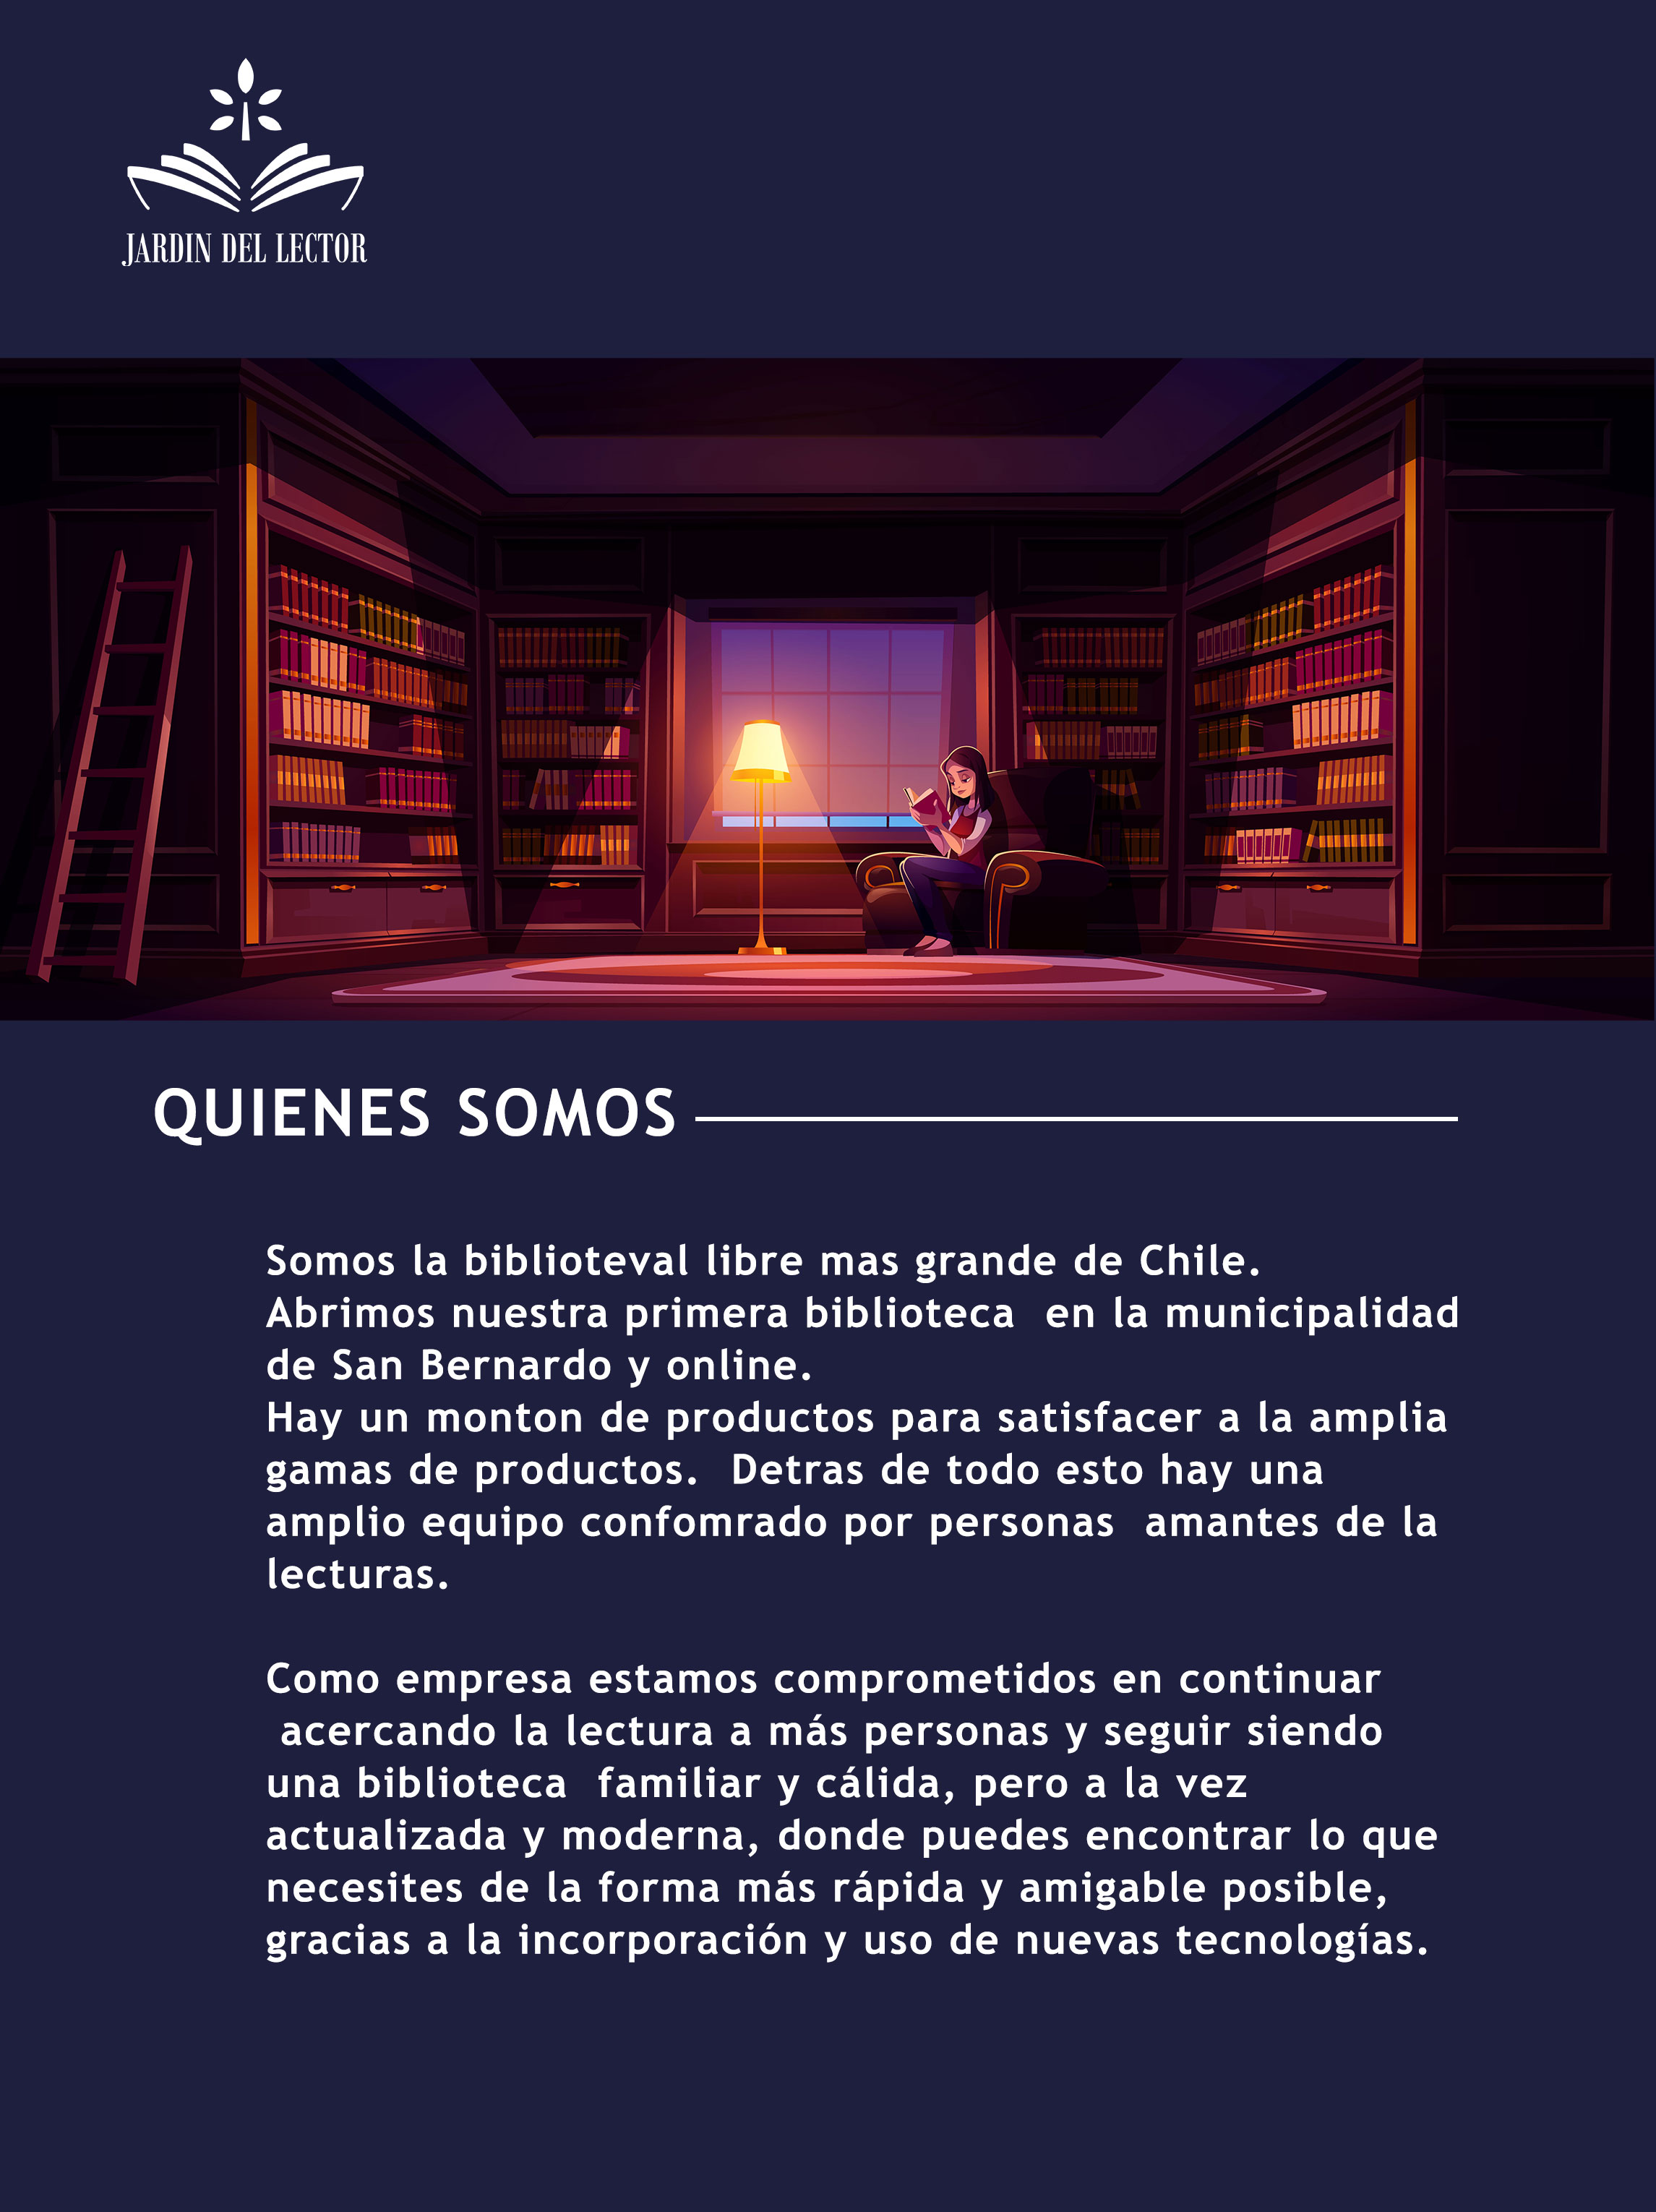 JARDIN DEL LECTOR
QUIENES SOMOS
Somos la biblioteval libre mas grande de Chile.
Abrimos nuestra primera biblioteca  en la municipalidad
de San Bernardo y online.
Hay un monton de productos para satisfacer a la amplia
gamas de productos.  Detras de todo esto hay una
amplio equipo confomrado por personas  amantes de la
lecturas.
Como empresa estamos comprometidos en continuar
acercando la lectura a más personas y seguir siendo
una biblioteca  familiar y cálida, pero a la vez
actualizada y moderna, donde puedes encontrar lo que
necesites de la forma más rápida y amigable posible,
gracias a la incorporación y uso de nuevas tecnologías.